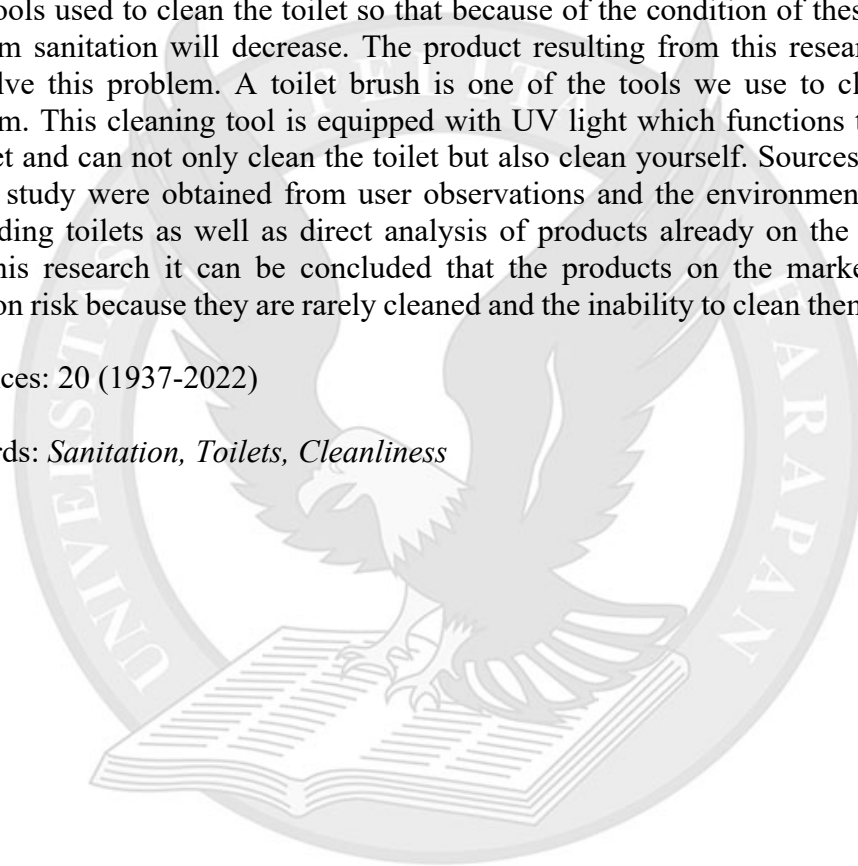 ools used to clean the toilet so that because of the condition of these
m sanitation will decrease. The product resulting from this resear
lve this problem. A toilet brush is one of the tools we use to cl
m. This cleaning tool is equipped with UV light which functions t
et and can not only clean the toilet but also clean yourself. Sources
study were obtained from user observations and the environmen
ding toilets as well as direct analysis of products already on the
his research it can be concluded that the products on the marke
on risk because they are rarely cleaned and the inability to clean then
ces: 20 (1937-2022)
rds: Sanitation, Toilets, Cleanliness
UNIVERSITAS PELITA HARAPAN